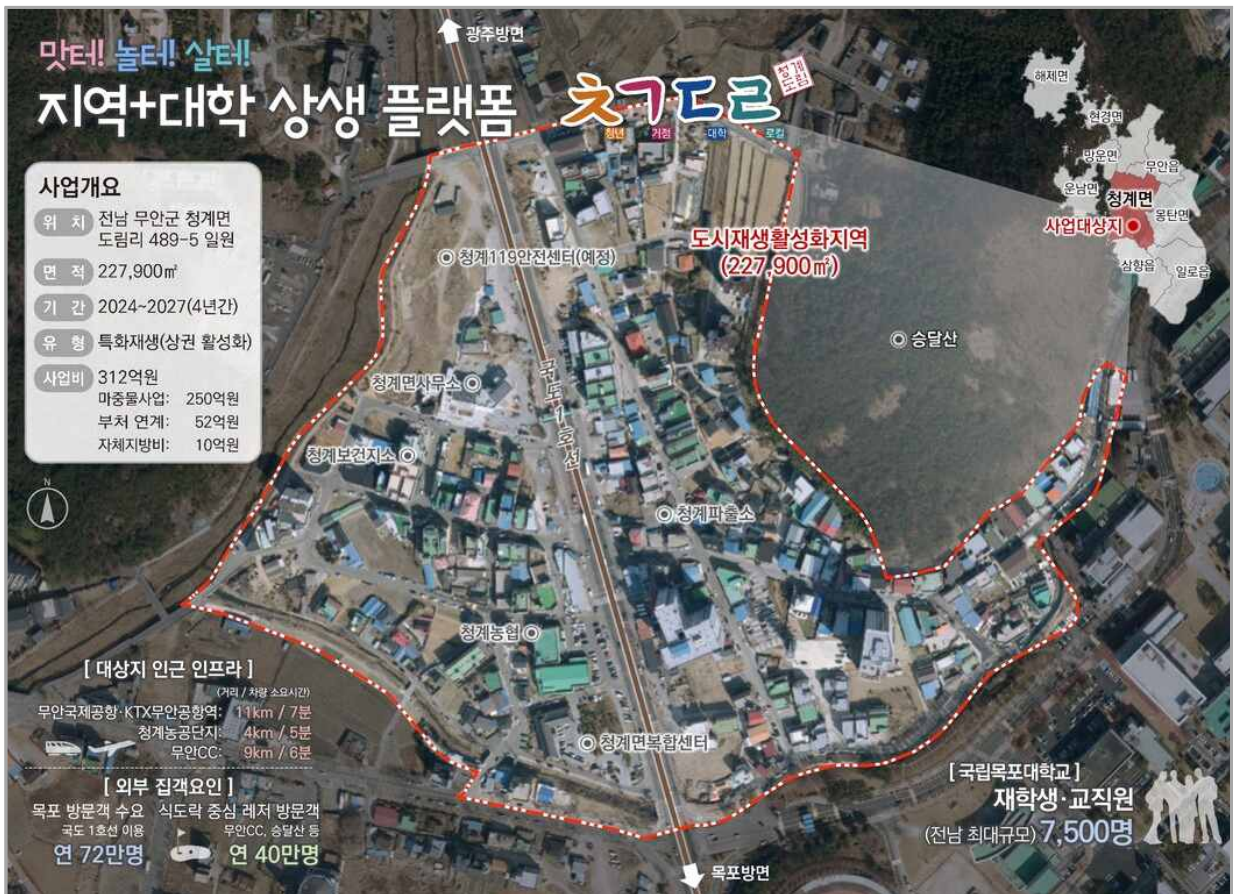 광주방면
맛터! 놀터! 살터!
지역+대학 상생 플랫폼 ㅊㄱㄷㄹ
청계도림
청년 거점 대학 로컬
사업개요
위 치 전남 무안군 청계면
도림리 489-5 일원
면 적 227,900㎡
기 간 2024~2027(4년간)
유 형 특화재생(상권 활성화)
사업비 312억원
마중물사업: 250억원
부처 연계: 52억원
자체지방비: 10억원
N
해제면
현경면
망운면
무안읍
운남면
청계면
몽탄면
사업대상지
삼향읍
일로읍
도시재생활성화지역
(227,900㎡)
청계119안전센터(예정)
승달산
국도1호선
청계면사무소
청계보건지소
청계파출소
청계농협
청계면복합센터
[ 대상지 인근 인프라 ]
(거리 / 차량 소요시간)
무안국제공항·KTX무안공항역: 11km / 7분
청계농공단지: 4km / 5분
무안CC: 9km / 6분
[ 외부 집객요인 ]
목포 방문객 수요 식도락 중심 레저 방문객
국도 1호선 이용 무안CC, 승달산 등
연 72만명 연 40만명
[ 국립목포대학교 ]
재학생·교직원
(전남 최대규모) 7,500명
목포방면